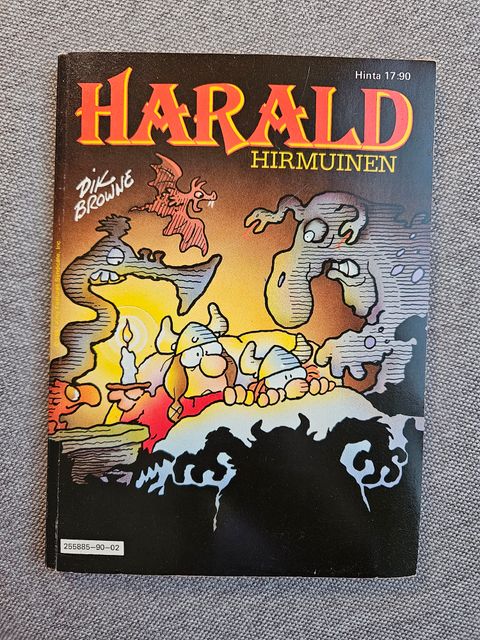 Hinta 17:90
HARALD
HIRMUINEN
DIK
BROWNE
255885-90-02